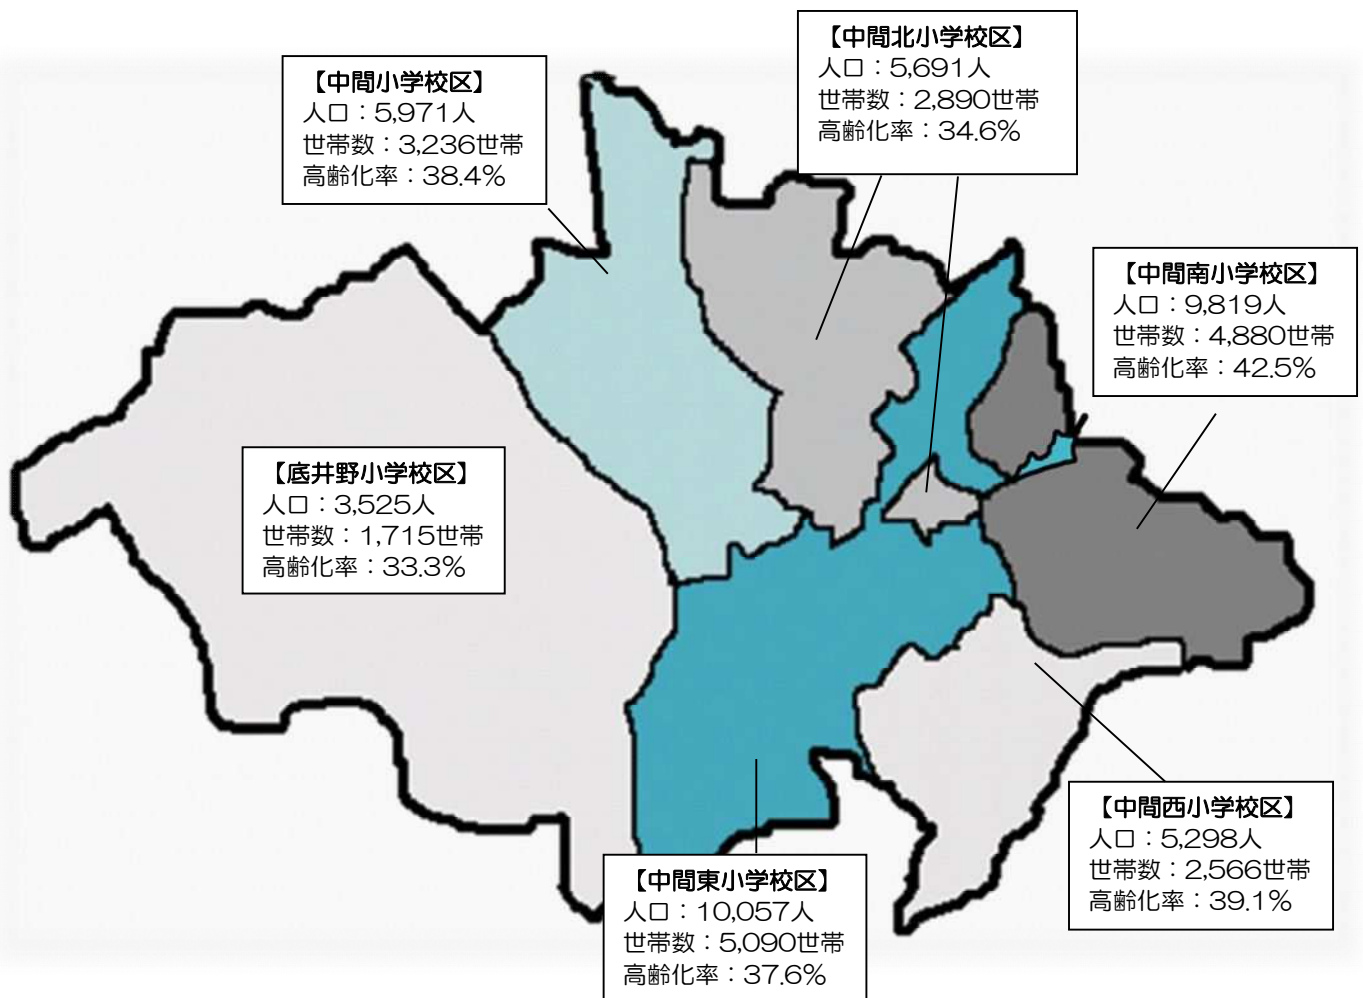 【中間北小学校区】
人口：5,691人
世帯数：2,890世帯
高齢化率：34.6%
【中間小学校区】
人口：5,971人
世帯数：3,236世帯
高齢化率：38.4%
【中間南小学校区】
人口：9,819人
世帯数：4,880世帯
高齢化率：42.5%
【底井野小学校区】
人口：3,525人
世帯数：1,715世帯
高齢化率：33.3%
【中間西小学校区】
人口：5,298人
世帯数：2,566世帯
高齢化率：39.1%
【中間東小学校区】
人口：10,057人
世帯数：5,090世帯
高齢化率：37.6%